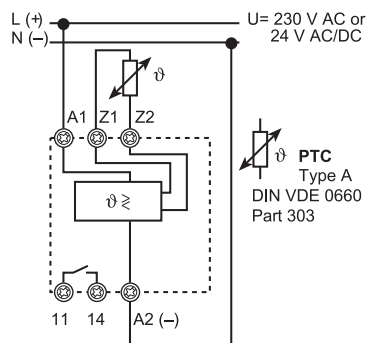 L (+)
N (–)
U= 230 V AC or
24 V AC/DC
ϑ
A1 Z1 Z2
ϑ PTC
Type A
DIN VDE 0660
Part 303
ϑ ≷
11 14 A2 (–)